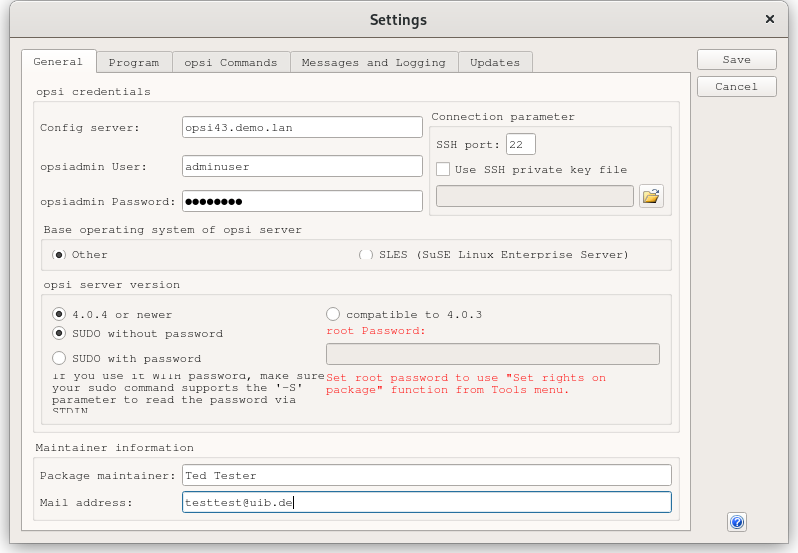 Settings
General Program opsi Commands Messages and Logging Updates
Save
Cancel
opsi credentials
Config server: opsi43.demo.lan
opsiadmin User: adminuser
opsiadmin Password: ●●●●●●●●
Connection parameter
SSH port: 22
Use SSH private key file
Base operating system of opsi server
Other SLES (SuSE Linux Enterprise Server)
opsi server version
4.0.4 or newer compatible to 4.0.3
SUDO without password root Password:
SUDO with password
If you use it WITH password, make sure
your sudo command supports the '-S'
parameter to read the password via
STDIN
Set root password to use "Set rights on
package" function from Tools menu.
Maintainer information
Package maintainer: Ted Tester
Mail address: testtest@uib.de